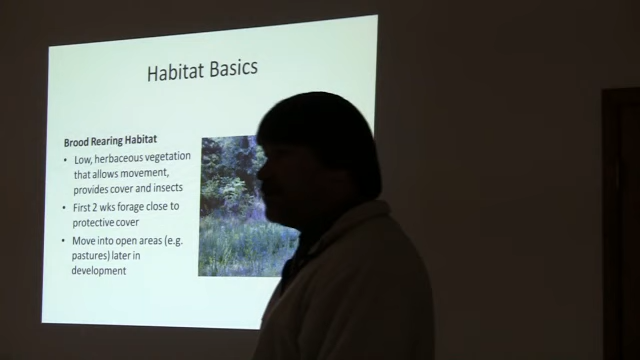 Habitat Basics
Brood Rearing Habitat
• Low, herbaceous vegetation
that allows movement,
provides cover and insects
• First 2 wks forage close to
protective cover
• Move into open areas (e.g.
pastures) later in
development